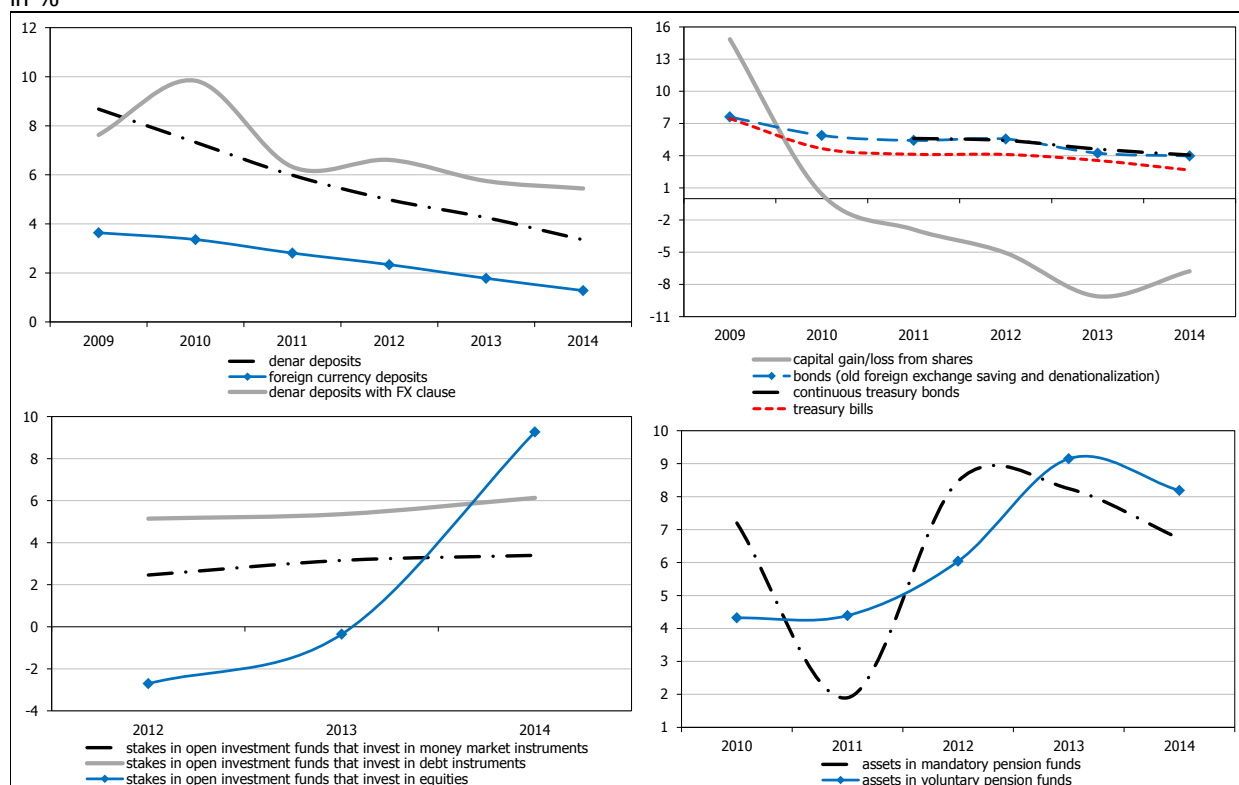 in %
12
10
8
6
4
2
0
2009 2010 2011 2012 2013 2014
denar deposits
foreign currency deposits
denar deposits with FX clause
16
13
10
7
4
1
-2
-5
-8
-11
2009 2010 2011 2012 2013 2014
capital gain/loss from shares
bonds (old foreign exchange saving and denationalization)
continuous treasury bonds
treasury bills
10
8
6
4
2
0
-2
-4
2012 2013 2014
stakes in open investment funds that invest in money market instruments
stakes in open investment funds that invest in debt instruments
stakes in open investment funds that invest in equities
10
9
8
7
6
5
4
3
2
1
2010 2011 2012 2013 2014
assets in mandatory pension funds
assets in voluntary pension funds